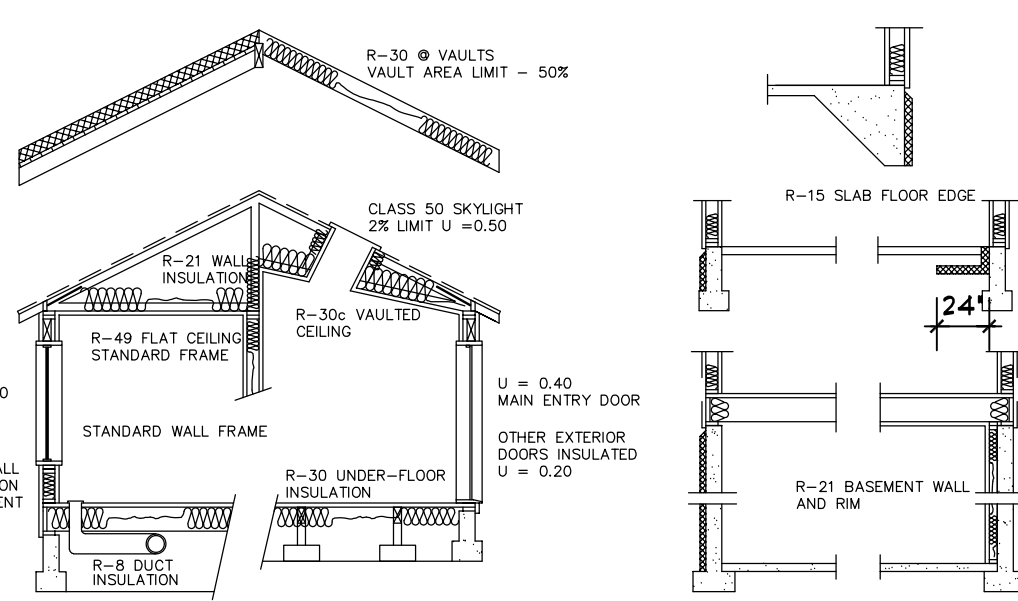 R-30 @ VAULTS
VAULT AREA LIMIT - 50%
CLASS 50 SKYLIGHT
2% LIMIT U =0.50
R-21 WALL
INSULATION
R-30c VAULTED
CEILING
R-49 FLAT CEILING
STANDARD FRAME
STANDARD WALL FRAME
U = 0.40
MAIN ENTRY DOOR
OTHER EXTERIOR
DOORS INSULATED
U = 0.20
R-30 UNDER-FLOOR
INSULATION
R-8 DUCT
INSULATION
R-15 SLAB FLOOR EDGE
24"
R-21 BASEMENT WALL
AND RIM